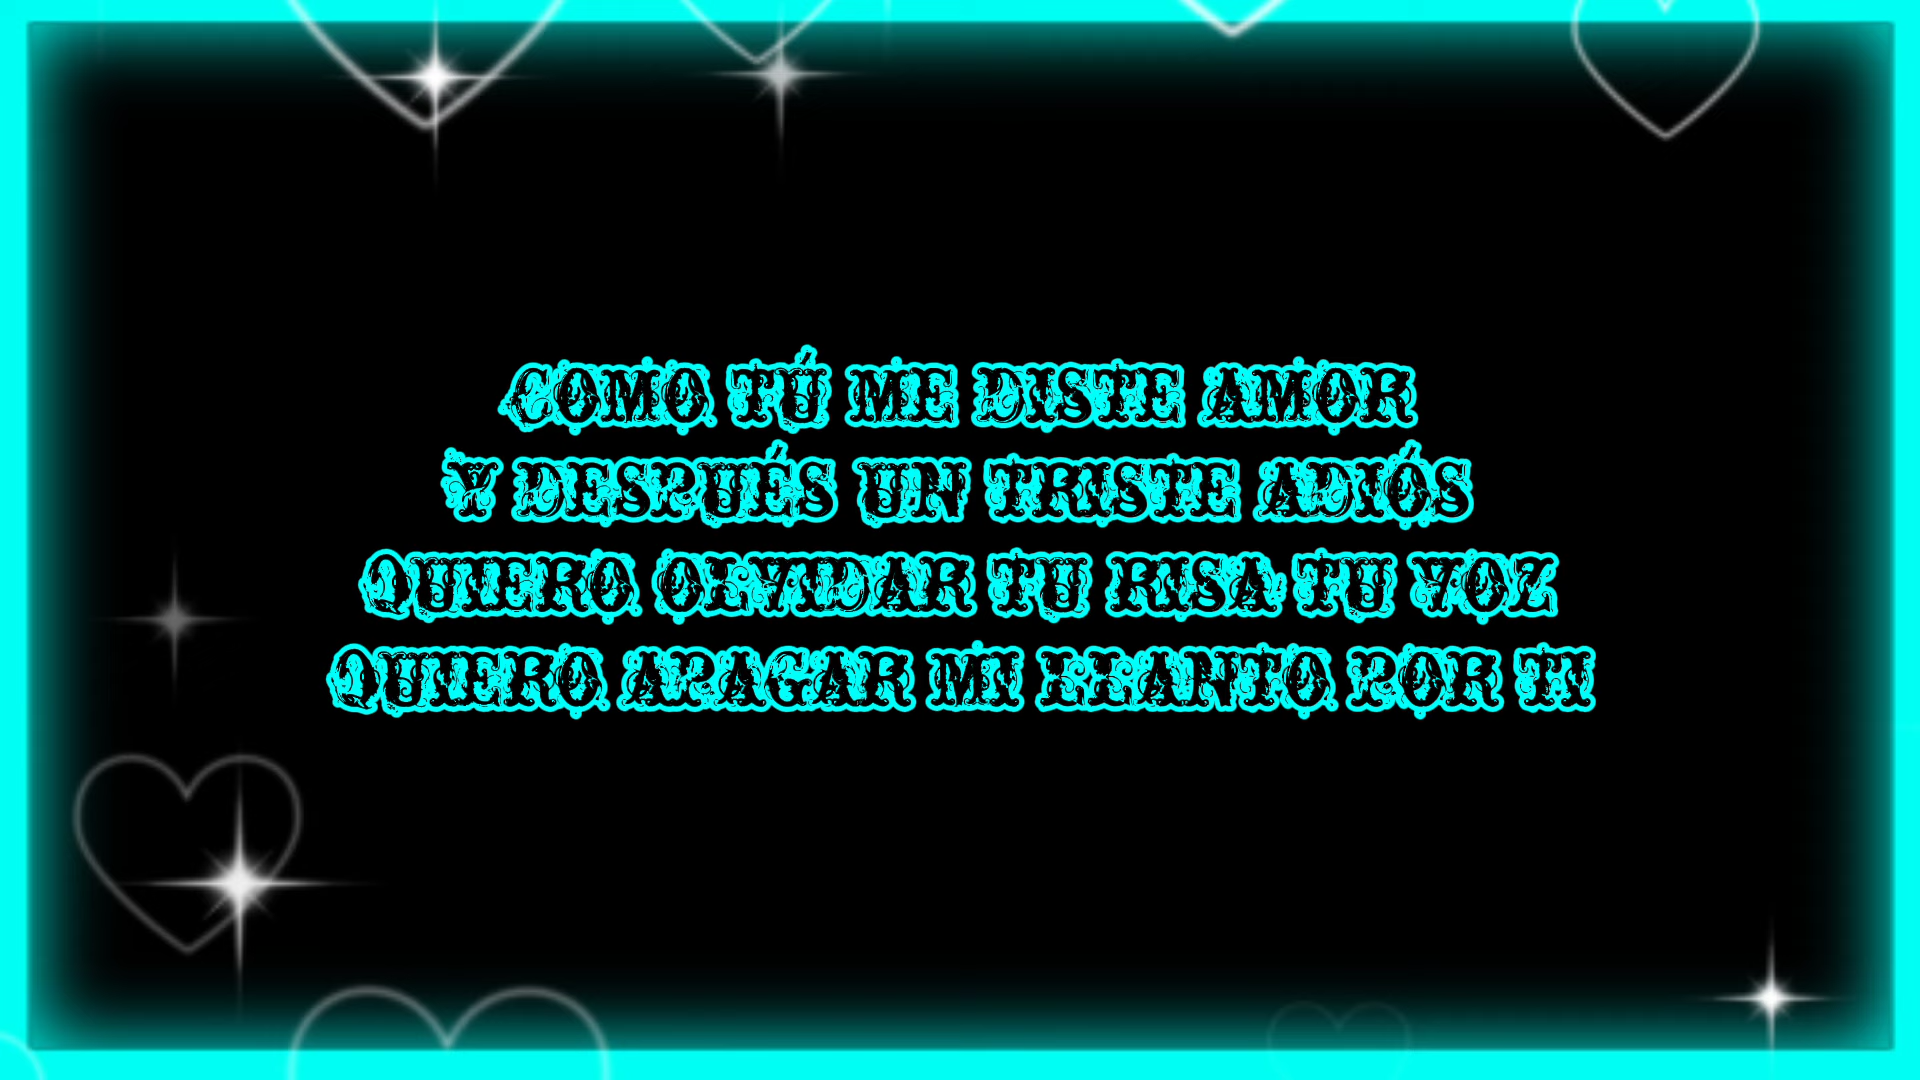 COMO TÚ ME DISTE AMOR
Y DESPUÉS UN TRISTE ADIÓS
QUIERO OLVIDAR TU RISA TU VOZ
QUIERO APAGAR MI LLANTO POR TI